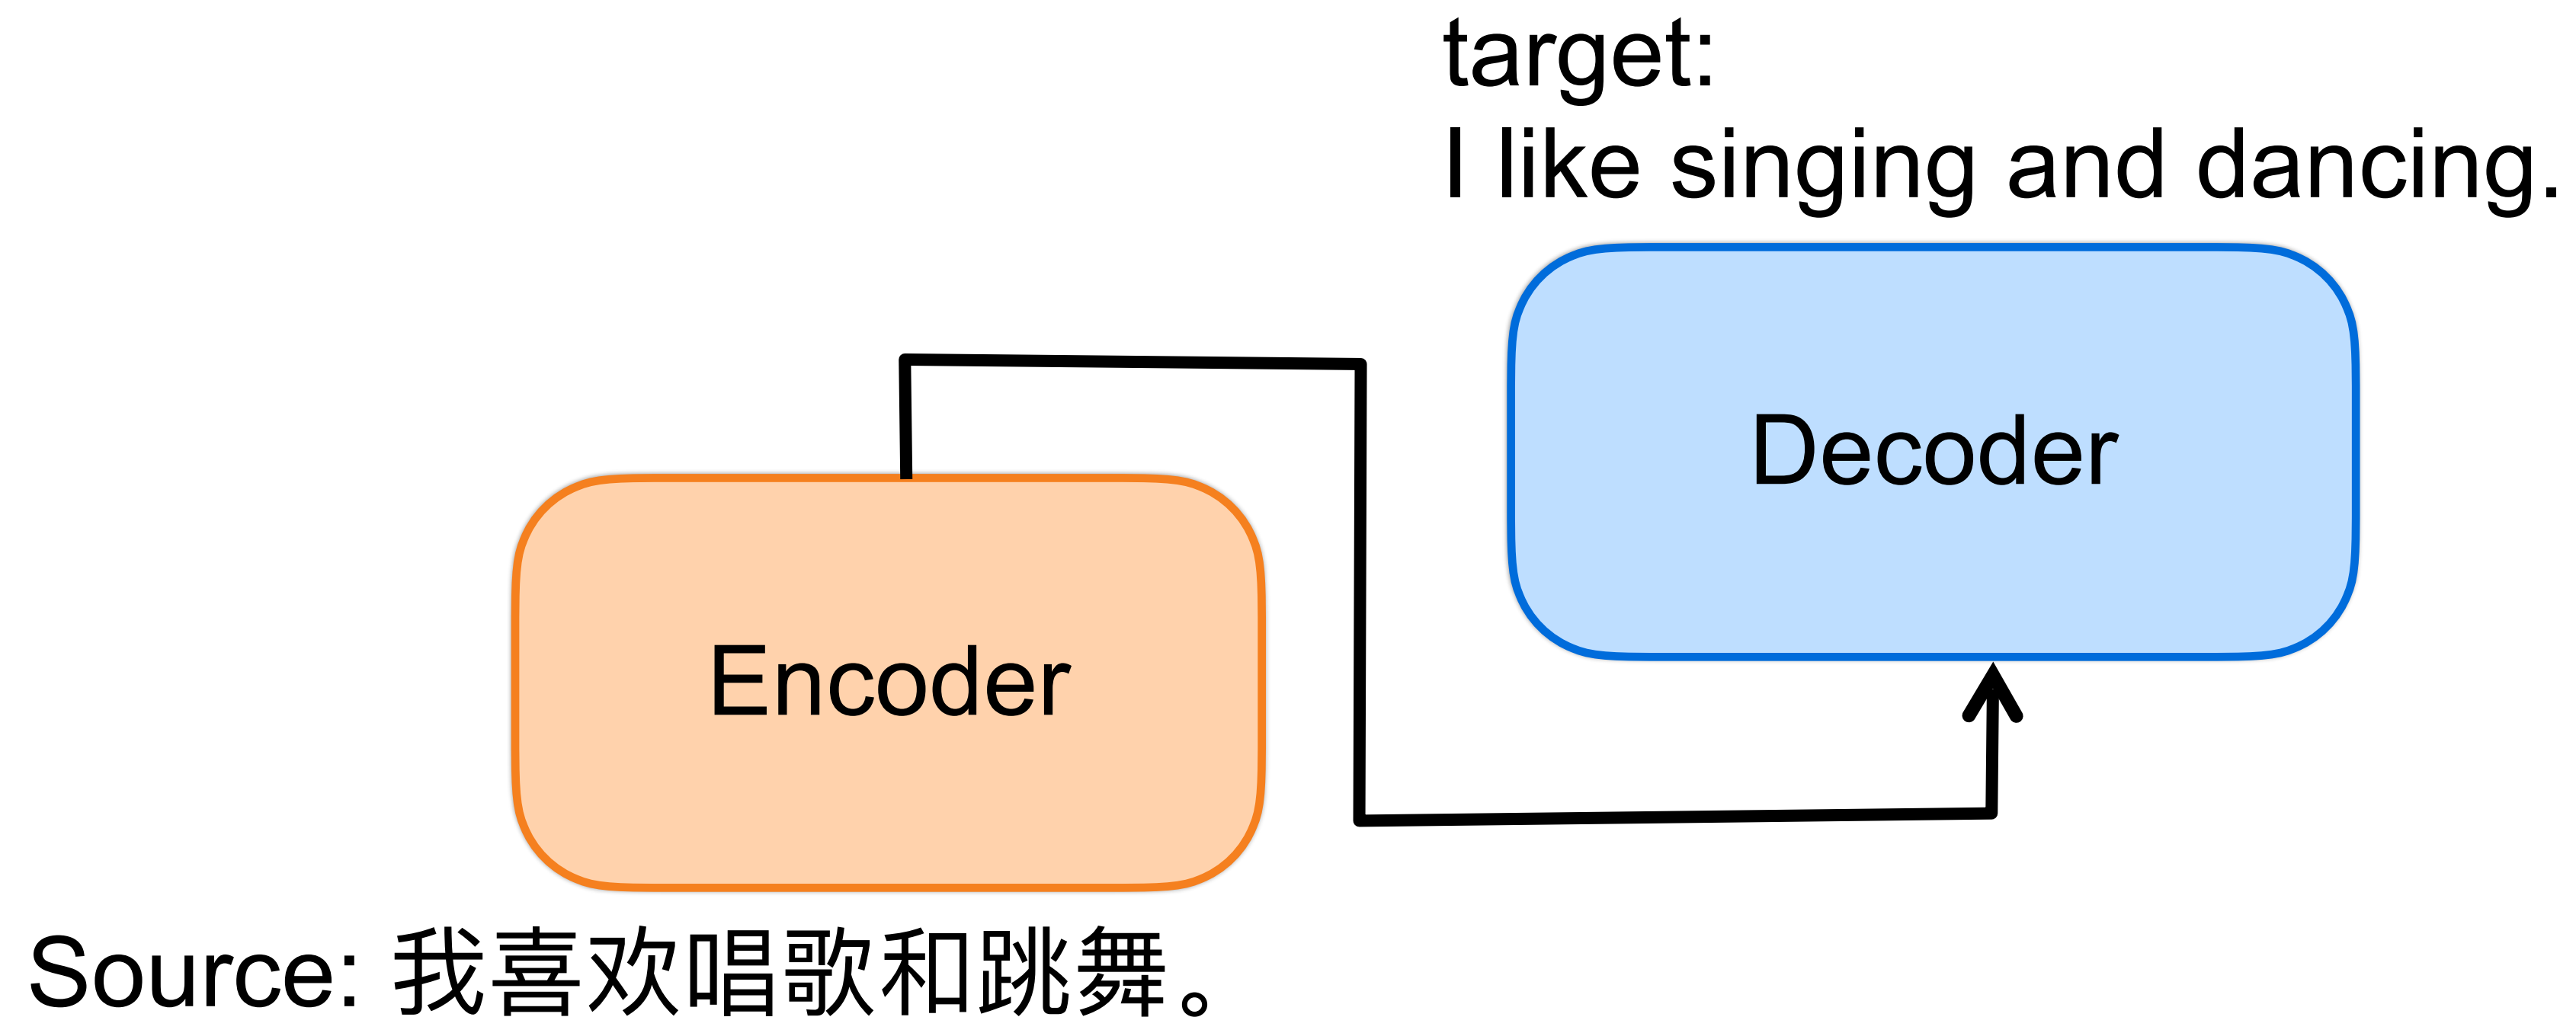 target:
I like singing and dancing.
Decoder
Encoder
Source: 我喜欢唱歌和跳舞。